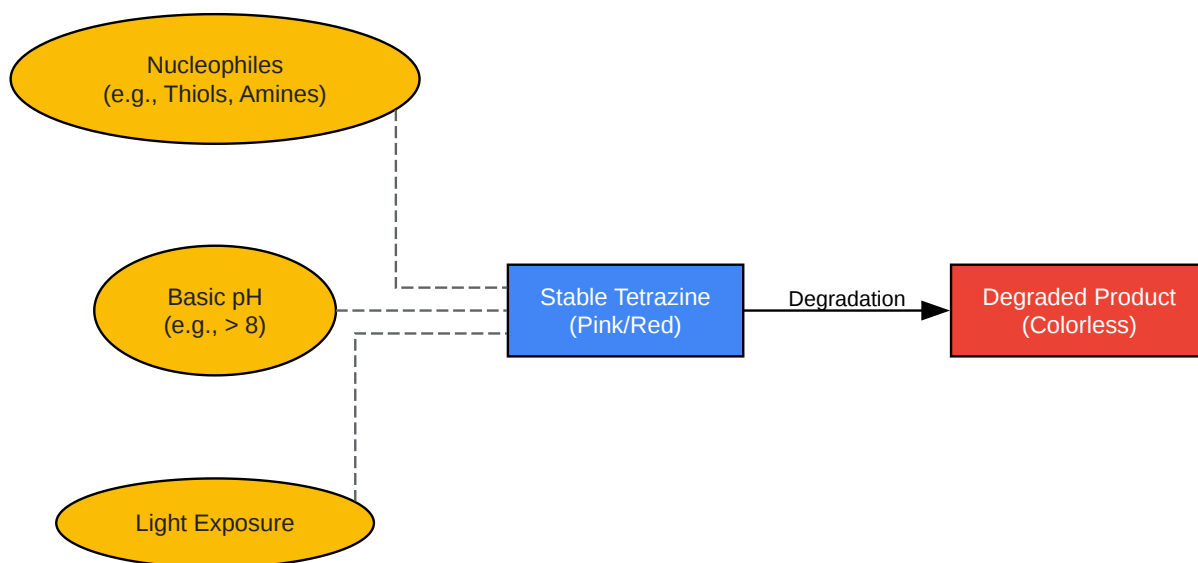 Nucleophiles
(e.g., Thiols, Amines)
Basic pH
(e.g., > 8)
Light Exposure
Stable Tetrazine
(Pink/Red)
Degradation
Degraded Product
(Colorless)